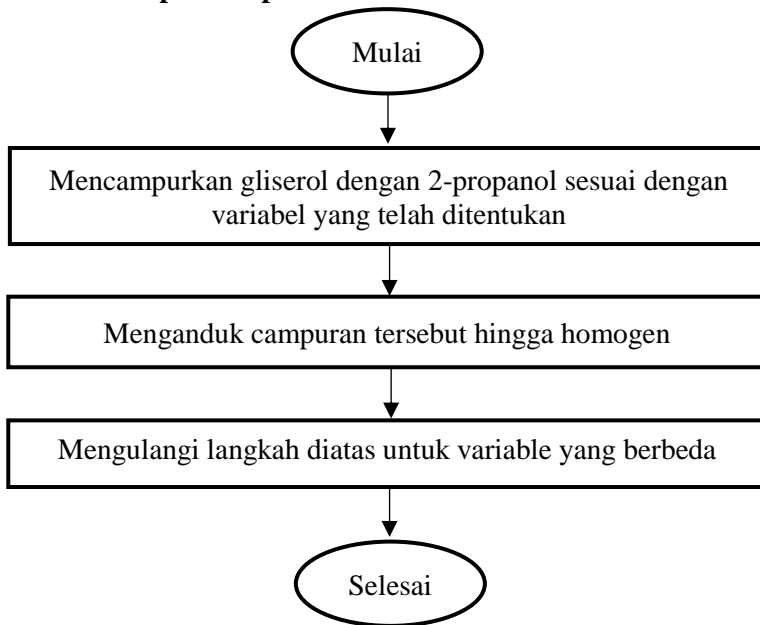 Mulai
Mencampurkan gliserol dengan 2-propanol sesuai dengan
variabel yang telah ditentukan
Menganduk campuran tersebut hingga homogen
Mengulangi langkah diatas untuk variable yang berbeda
Selesai